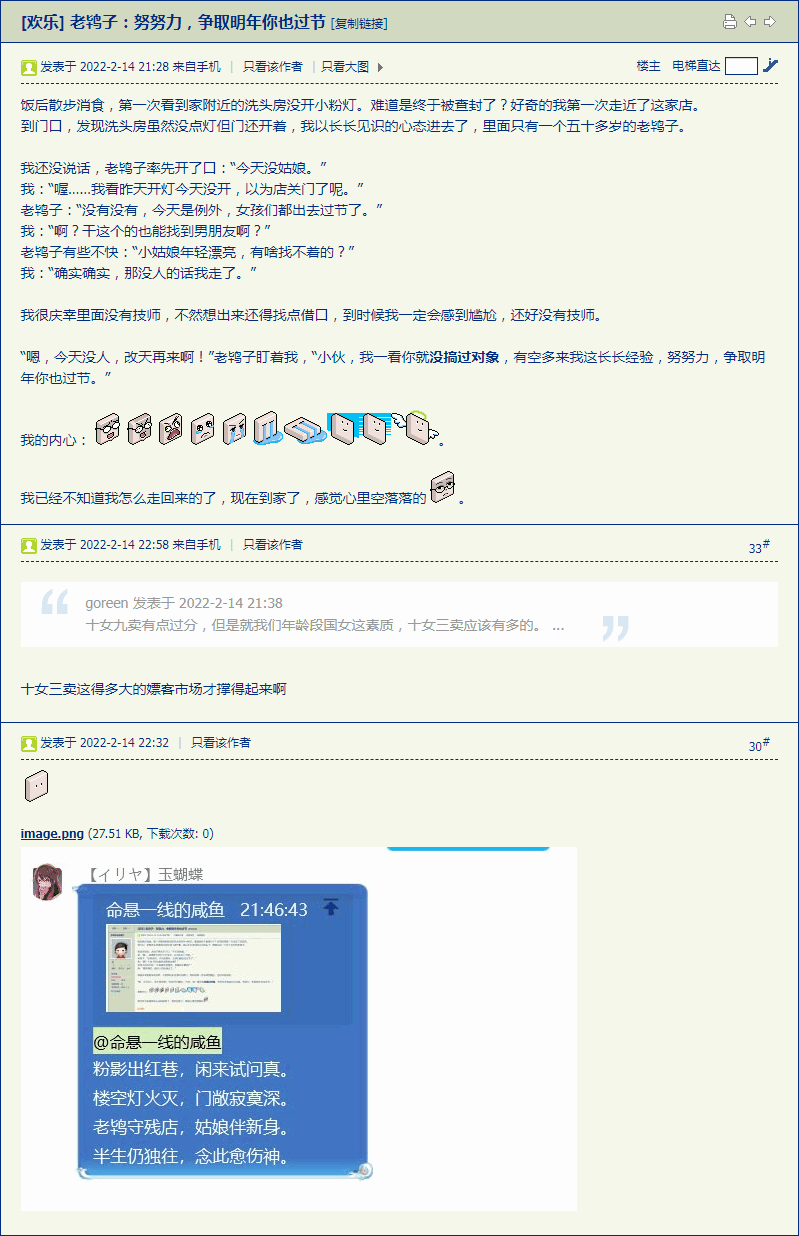 [欢乐] 老鸨子：努努力，争取明年你也过节 [复制链接]
发表于 2022-2-14 21:28 来自手机 | 只看该作者 | 只看大图 楼主 电梯直达
饭后散步消食，第一次看到家附近的洗头房没开小粉灯。难道是终于被查封了？好奇的我第一次走近了这家店。
到门口，发现洗头房虽然没点灯但门还开着，我以长长见识的心态进去了，里面只有一个五十多岁的老鸨子。
我还没说话，老鸨子率先开了口：“今天没姑娘。”
我：“喔……我看昨天开灯今天没开，以为店关门了呢。”
老鸨子：“没有没有，今天是例外，女孩们都出去过节了。”
我：“啊？干这个的也能找到男朋友啊？”
老鸨子有些不快：“小姑娘年轻漂亮，有啥找不着的？”
我：“确实确实，那没人的话我走了。”
我很庆幸里面没有技师，不然想出来还得找点借口，到时候我一定会感到尴尬，还好没有技师。
“嗯，今天没人，改天再来啊！”老鸨子盯着我，“小伙，我一看你就没搞过对象，有空多来我这长长经验，努努力，争取明
年你也过节。”
我的内心：。
我已经不知道我怎么走回来的了，现在到家了，感觉心里空落落的。
发表于 2022-2-14 22:58 来自手机 | 只看该作者 33#
goreen 发表于 2022-2-14 21:38
十女九卖有点过分，但是就我们年龄段国女这素质，十女三卖应该有多的。 ...
十女三卖这得多大的嫖客市场才撑得起来啊
发表于 2022-2-14 22:32 | 只看该作者 30#
image.png (27.51 KB, 下载次数: 0)
【イリヤ】玉蝴蝶
命悬一线的咸鱼 21:46:43
@命悬一线的咸鱼
粉影出红巷，闲来试问真。
楼空灯火灭，门敞寂寞深。
老鸨守残店，姑娘伴新身。
半生仍独往，念此愈伤神。